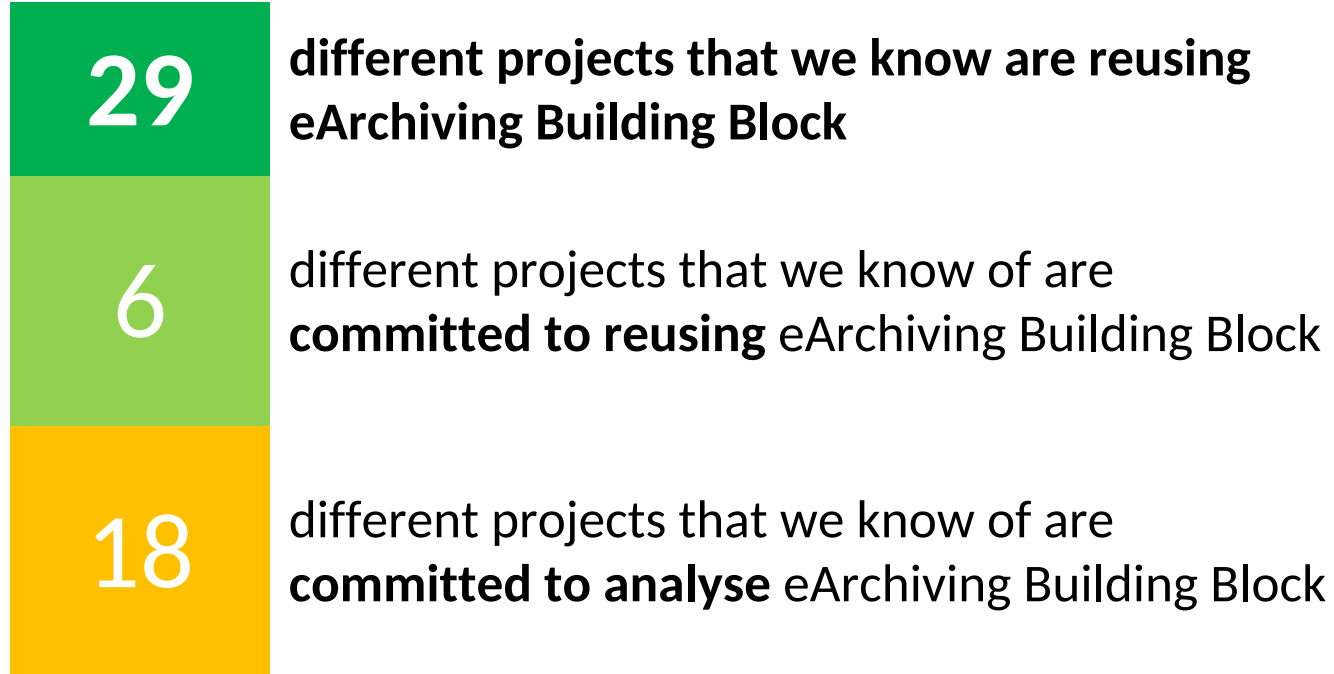 29
different projects that we know are reusing
eArchiving Building Block
6
different projects that we know of are
committed to reusing eArchiving Building Block
18
different projects that we know of are
committed to analyse eArchiving Building Block